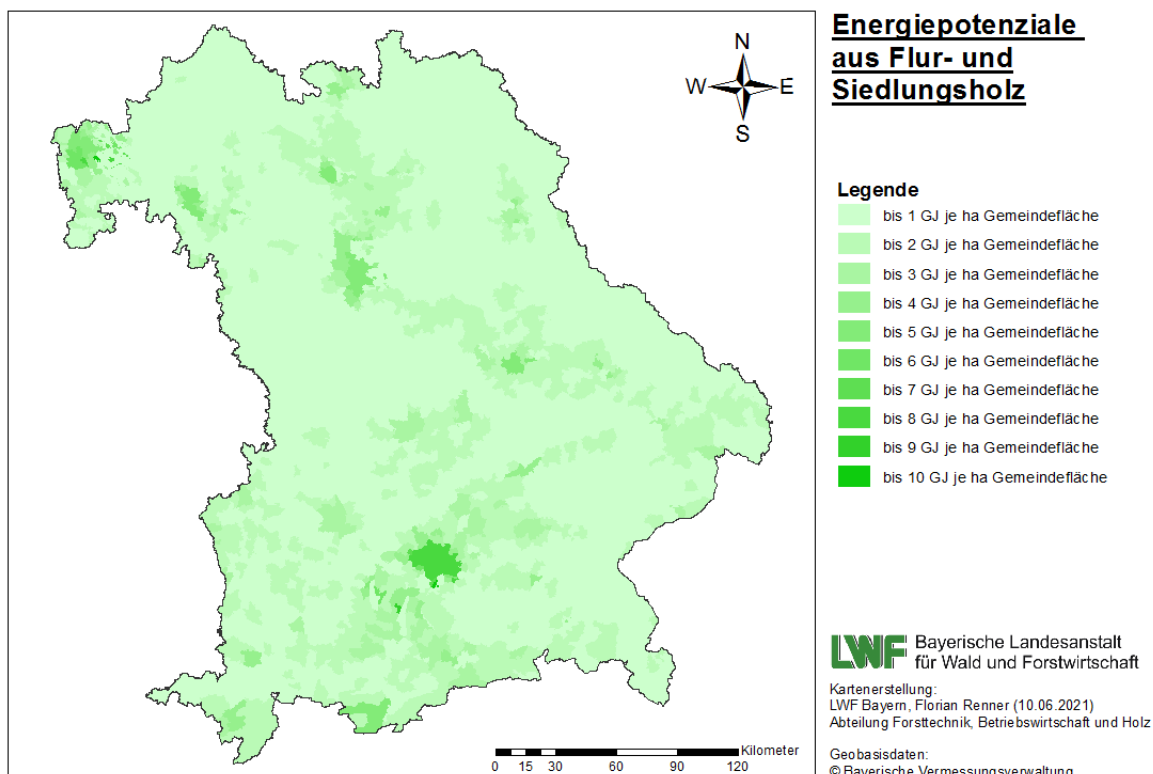 Energiepotenziale
aus Flur- und
Siedlungsholz
N
W
E
S
Legende
bis 1 GJ je ha Gemeindefläche
bis 2 GJ je ha Gemeindefläche
bis 3 GJ je ha Gemeindefläche
bis 4 GJ je ha Gemeindefläche
bis 5 GJ je ha Gemeindefläche
bis 6 GJ je ha Gemeindefläche
bis 7 GJ je ha Gemeindefläche
bis 8 GJ je ha Gemeindefläche
bis 9 GJ je ha Gemeindefläche
bis 10 GJ je ha Gemeindefläche
LWF Bayerische Landesanstalt
für Wald und Forstwirtschaft
Kartenerstellung:
LWF Bayern, Florian Renner (10.06.2021)
Abteilung Forsttechnik, Betriebswirtschaft und Holz
Geobasisdaten:
© Bayerische Vermessungsverwaltung
Kilometer
0 15 30 60 90 120